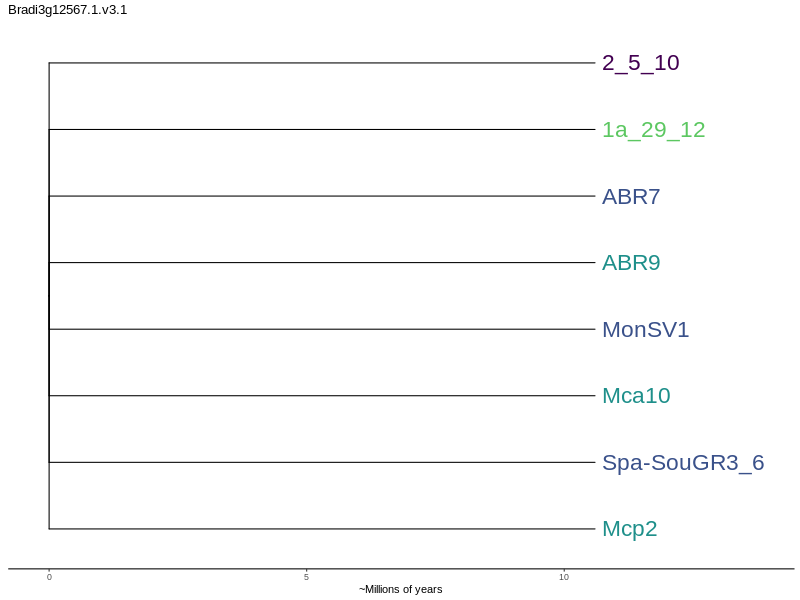 Bradi3g12567.1.v3.1
2_5_10
1a_29_12
ABR7
ABR9
MonSV1
Mca10
Spa-SouGR3_6
Mcp2
0 5 10
~Millions of years